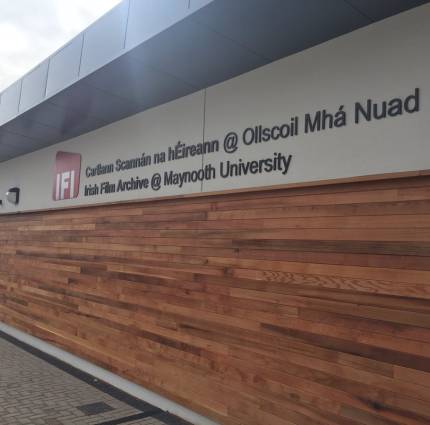 IFI
Cartlann Scannán na hÉireann @ Ollscoil Mhá Nuad
Irish Film Archive @ Maynooth University